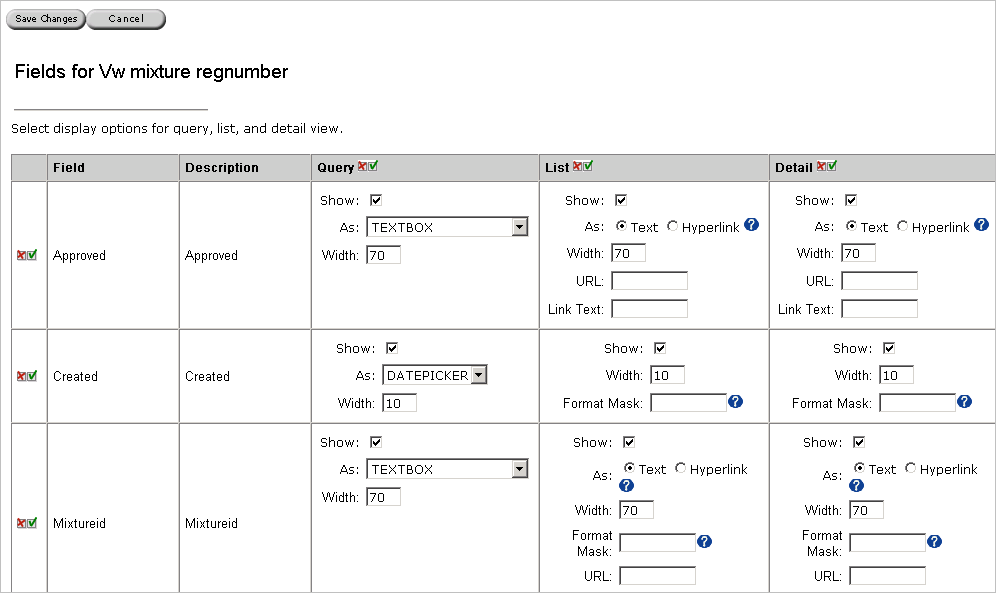 Save Changes Cancel
Fields for Vw mixture regnumber
Select display options for query, list, and detail view.
Field Description Query List Detail
Approved Approved
Show:
As: TEXTBOX
Width: 70
Show:
As: Text Hyperlink ?
Width: 70
URL:
Link Text:
Show:
As: Text Hyperlink ?
Width: 70
URL:
Link Text:
Created Created
Show:
As: DATEPICKER
Width: 10
Show:
Width: 10
Format Mask: ?
Show:
Width: 10
Format Mask: ?
Mixtureid Mixtureid
Show:
As: TEXTBOX
Width: 70
Show:
As: Text Hyperlink
?
Width: 70
Format
Mask: ?
URL:
Show:
As: Text Hyperlink
?
Width: 70
Format
Mask: ?
URL: